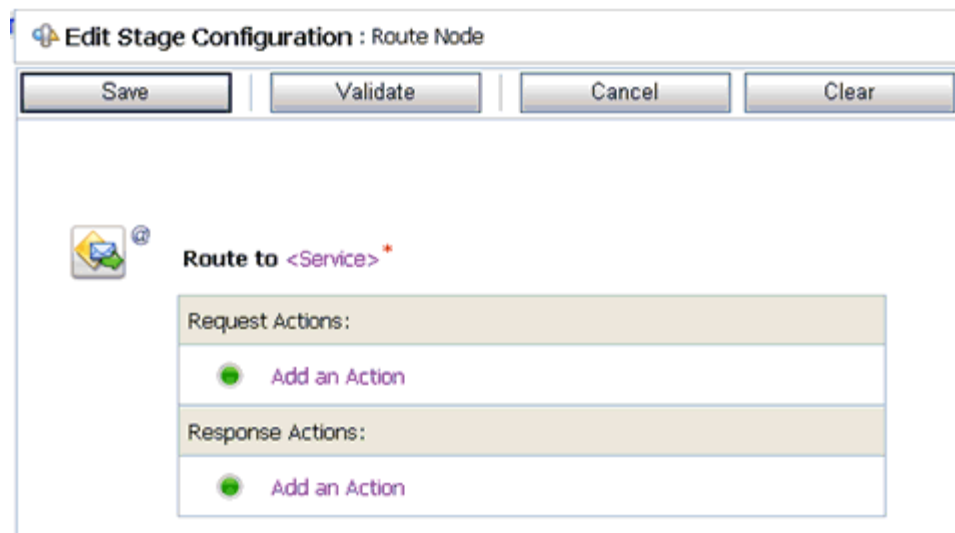 Edit Stage Configuration : Route Node
Save Validate Cancel Clear
@
Route to <Service>*
Request Actions:
Add an Action
Response Actions:
Add an Action